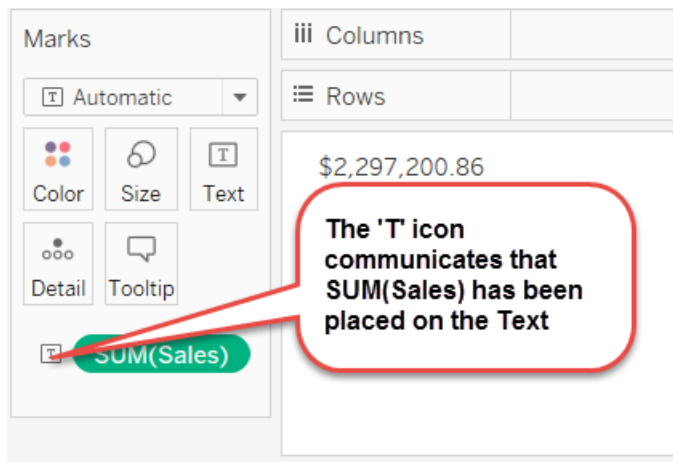 Marks
T Automatic
Color Size T Text
Detail Tooltip
T SUM(Sales)
iii Columns
Rows
$2,297,200.86
The 'T' icon
communicates that
SUM(Sales) has been
placed on the Text